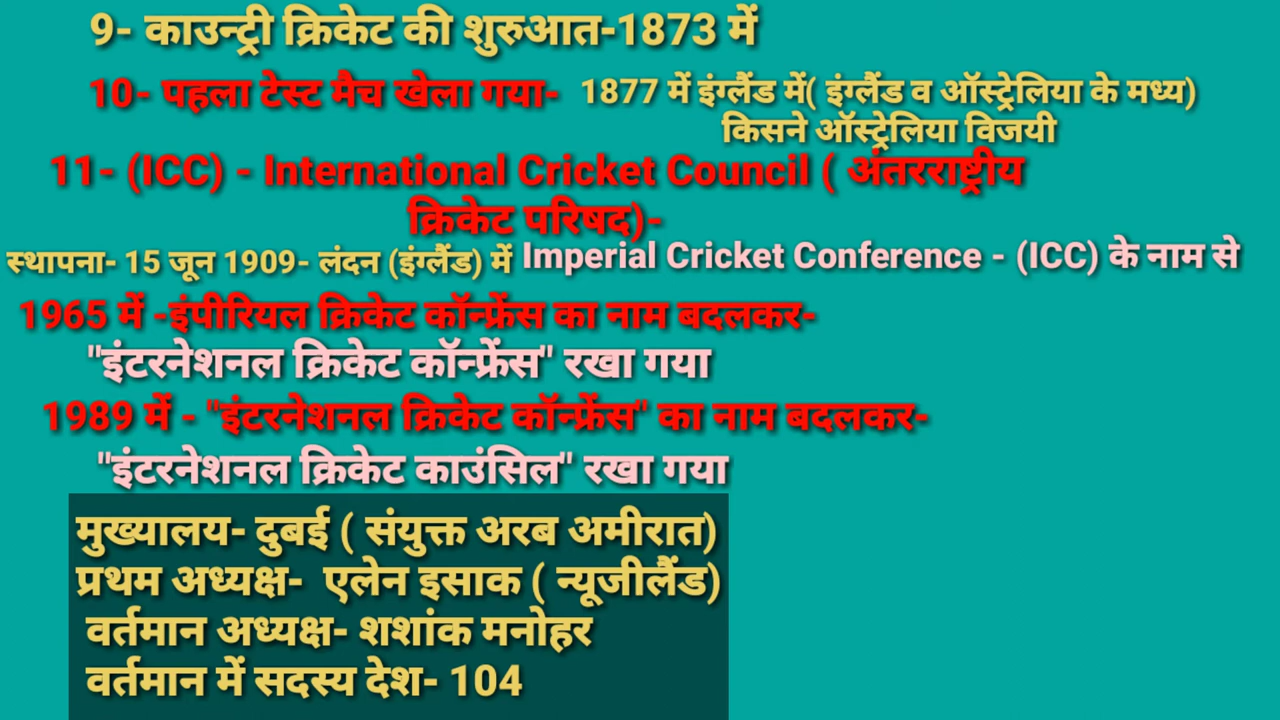 9- काउन्ट्री क्रिकेट की शुरुआत-1873 में
10- पहला टेस्ट मैच खेला गया- 1877 में इंग्लैंड में( इंग्लैंड व ऑस्ट्रेलिया के मध्य)
किसने ऑस्ट्रेलिया विजयी
11- (ICC) - International Cricket Council ( अंतरराष्ट्रीय
क्रिकेट परिषद)-
स्थापना- 15 जून 1909- लंदन (इंग्लैंड) में Imperial Cricket Conference - (ICC) के नाम से
1965 में -इंपीरियल क्रिकेट कॉन्फ्रेंस का नाम बदलकर-
"इंटरनेशनल क्रिकेट कॉन्फ्रेंस" रखा गया
1989 में - "इंटरनेशनल क्रिकेट कॉन्फ्रेंस" का नाम बदलकर-
"इंटरनेशनल क्रिकेट काउंसिल" रखा गया
मुख्यालय- दुबई ( संयुक्त अरब अमीरात)
प्रथम अध्यक्ष- एलेन इसाक ( न्यूजीलैंड)
वर्तमान अध्यक्ष- शशांक मनोहर
वर्तमान में सदस्य देश- 104